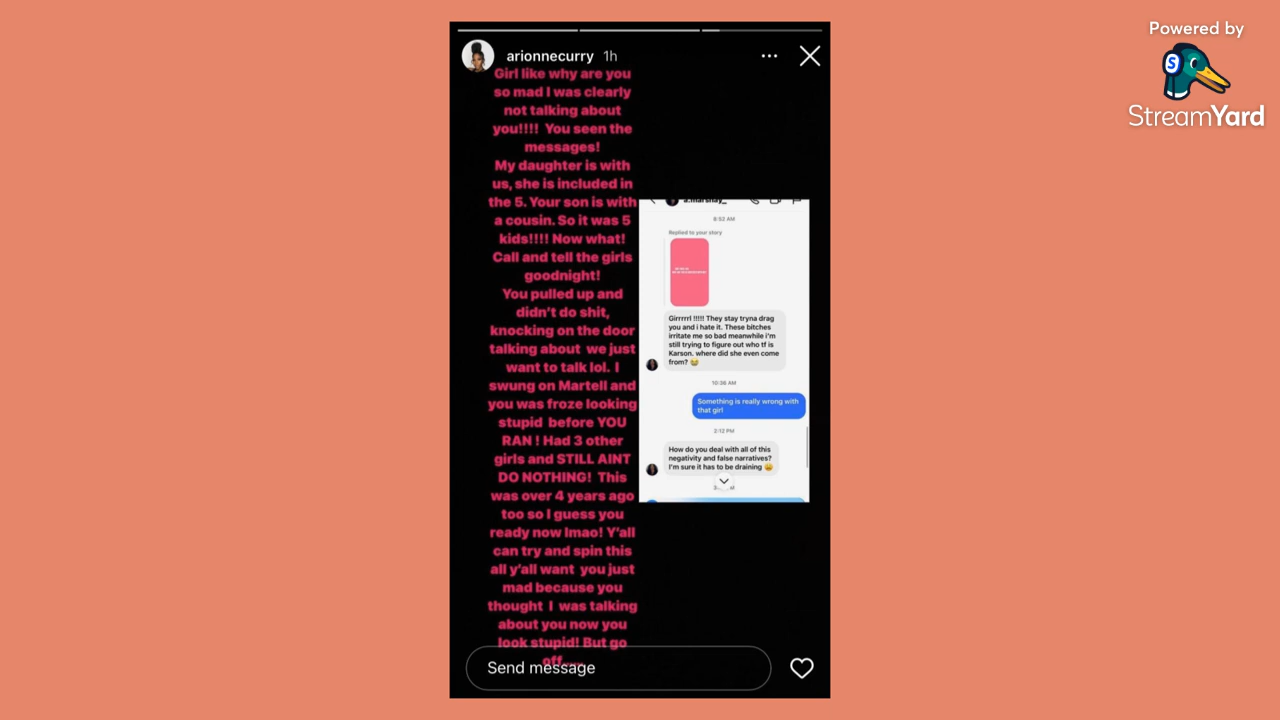 Powered by
StreamYard
arionnecurry 1h
Girl like why are you
so mad I was clearly
not talking about
you!!!! You seen the
messages!
My daughter is with
us, she is included in
the 5. Your son is with
a cousin. So it was 5
kids!!!! Now what!
Call and tell the girls
goodnight!
You pulled up and
didn't do shit,
knocking on the door
talking about we just
want to talk lol. I
swung on Martell and
you was froze looking
stupid before YOU
RAN ! Had 3 other
girls and STILL AINT
DO NOTHING! This
was over 4 years ago
too so I guess you
ready now lmao! Y'all
can try and spin this
all y'all want you just
mad because you
thought I was talking
about you now you
look stupid! But go
off.....
8:52 AM
Replied to your story
Girrrrrl !!!!! They stay tryna drag
you and i hate it. These bitches
irritate me so bad meanwhile i'm
still trying to figure out who tf is
Karson. where did she even come
from? 😂
10:36 AM
Something is really wrong with
that girl
2:12 PM
How do you deal with all of this
negativity and false narratives?
I'm sure it has to be draining
Send message